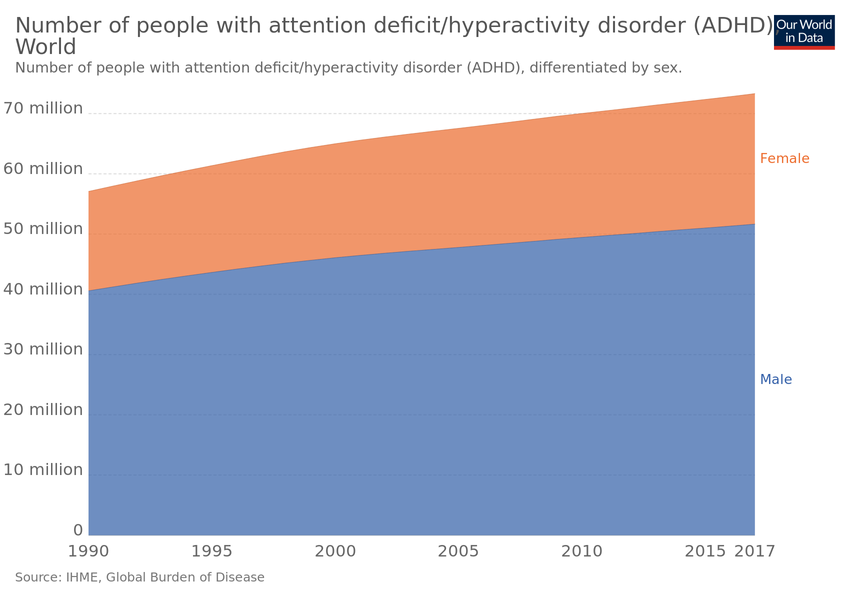 Number of people with attention deficit/hyperactivity disorder (ADHD),
World
Our World
in Data
Number of people with attention deficit/hyperactivity disorder (ADHD), differentiated by sex.
70 million
60 million
50 million
40 million
30 million
20 million
10 million
0
Female
Male
1990 1995 2000 2005 2010 2015 2017
Source: IHME, Global Burden of Disease